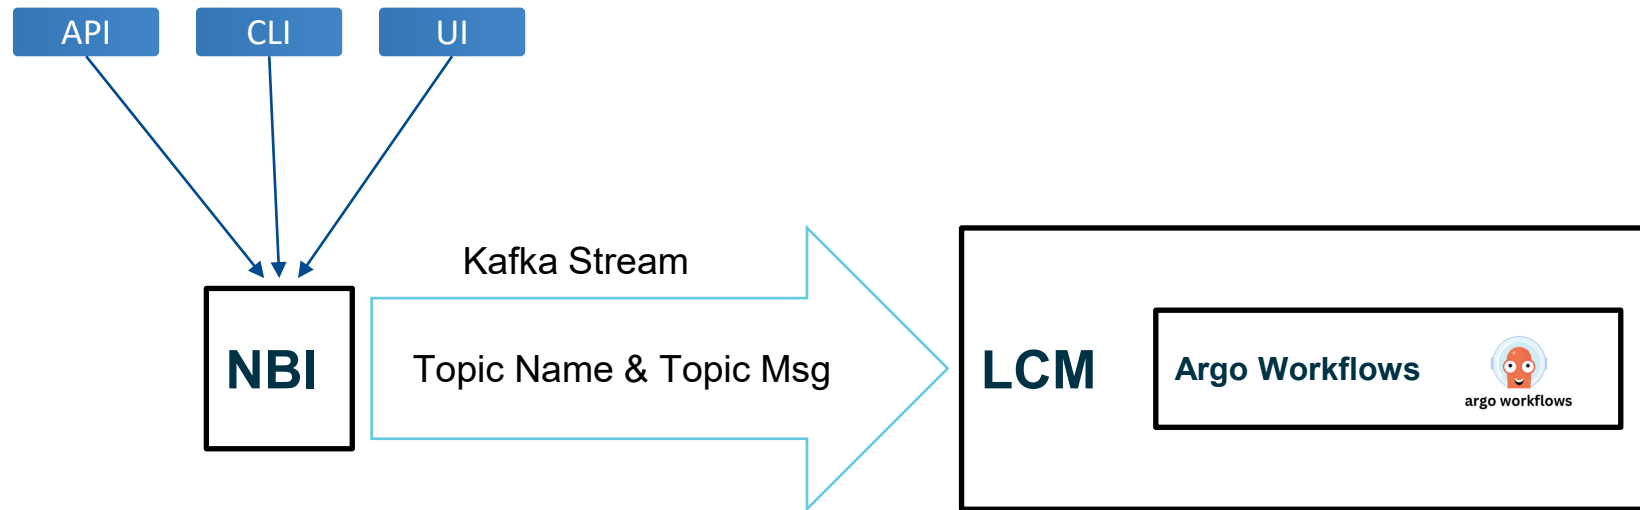 API
CLI
UI
Kafka Stream
NBI
Topic Name & Topic Msg
LCM
Argo Workflows
argo workflows